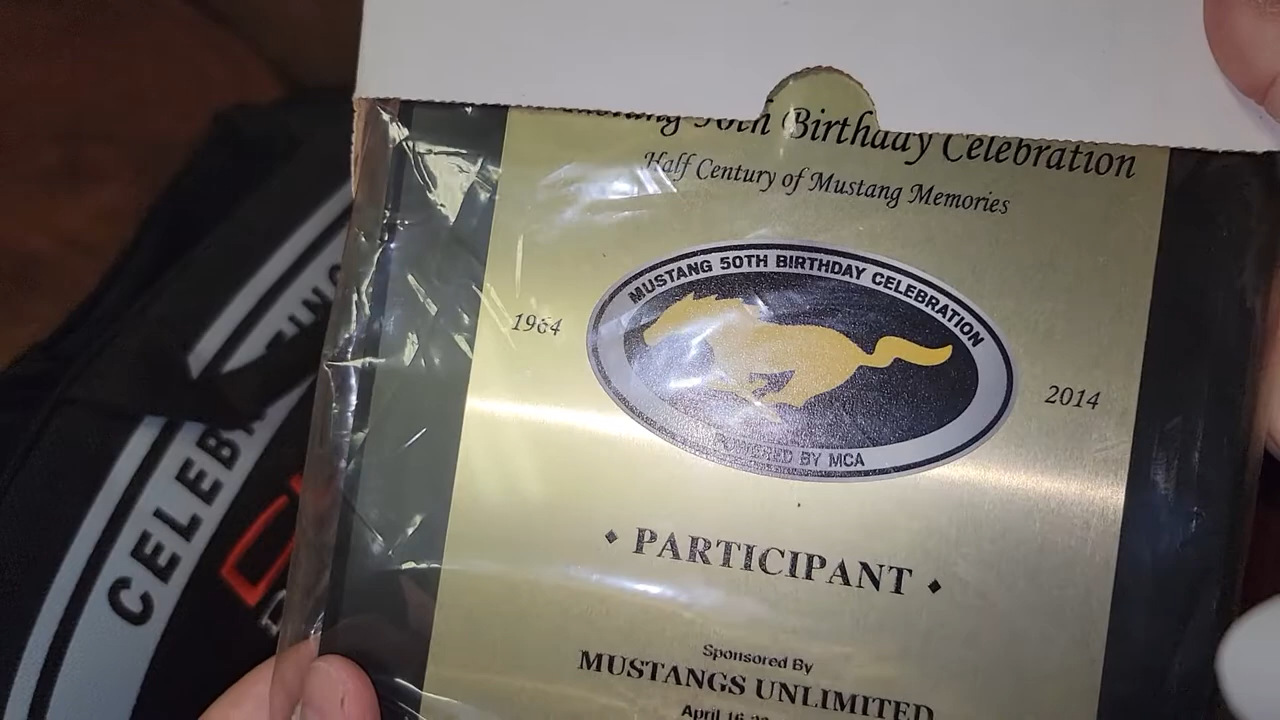 Birthday Celebration
Half Century of Mustang Memories
MUSTANG 50TH BIRTHDAY CELEBRATION
1964
2014
POWERED BY MCA
♦ PARTICIPANT ♦
Sponsored By
MUSTANGS UNLIMITED
April